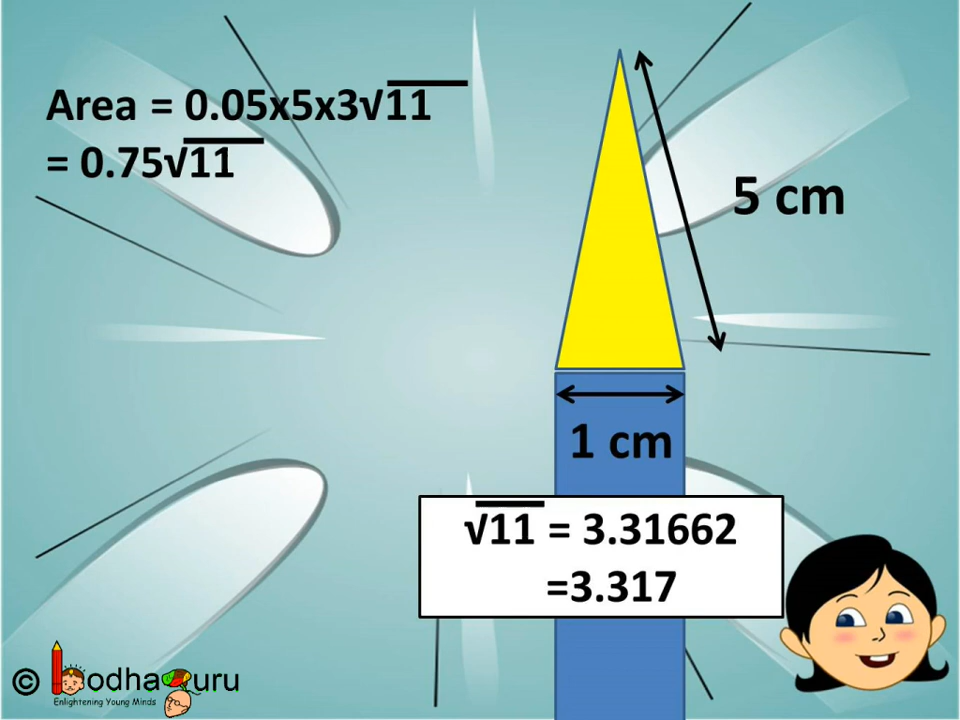 Area = 0.05x5x3√11
= 0.75√11
5 cm
1 cm
√11 = 3.31662
=3.317
© BodhaGuru
Enlightening Young Minds